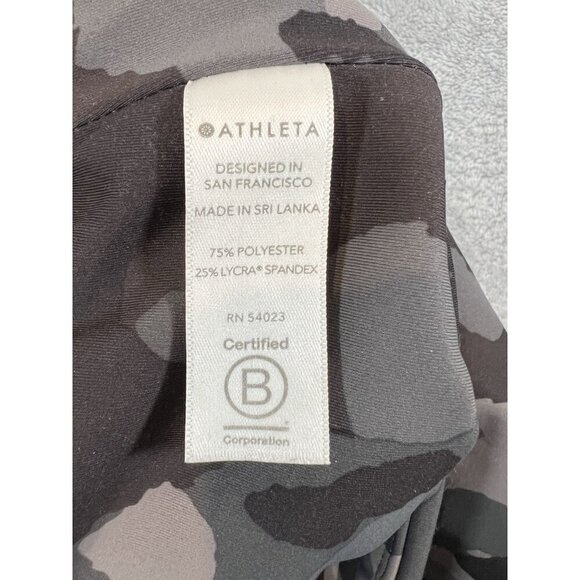 ATHLETA
DESIGNED IN
SAN FRANCISCO
MADE IN SRI LANKA
75% POLYESTER
25% LYCRA® SPANDEX
RN 54023
Certified
B
Corporation